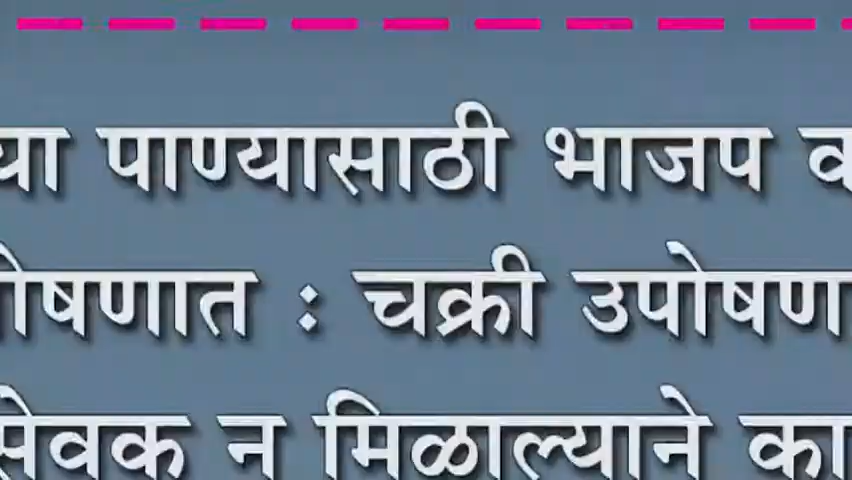 या पाण्यासाठी भाजप व
ोषणात : चक्री उपोषण
सेवक न मिळाल्याने का